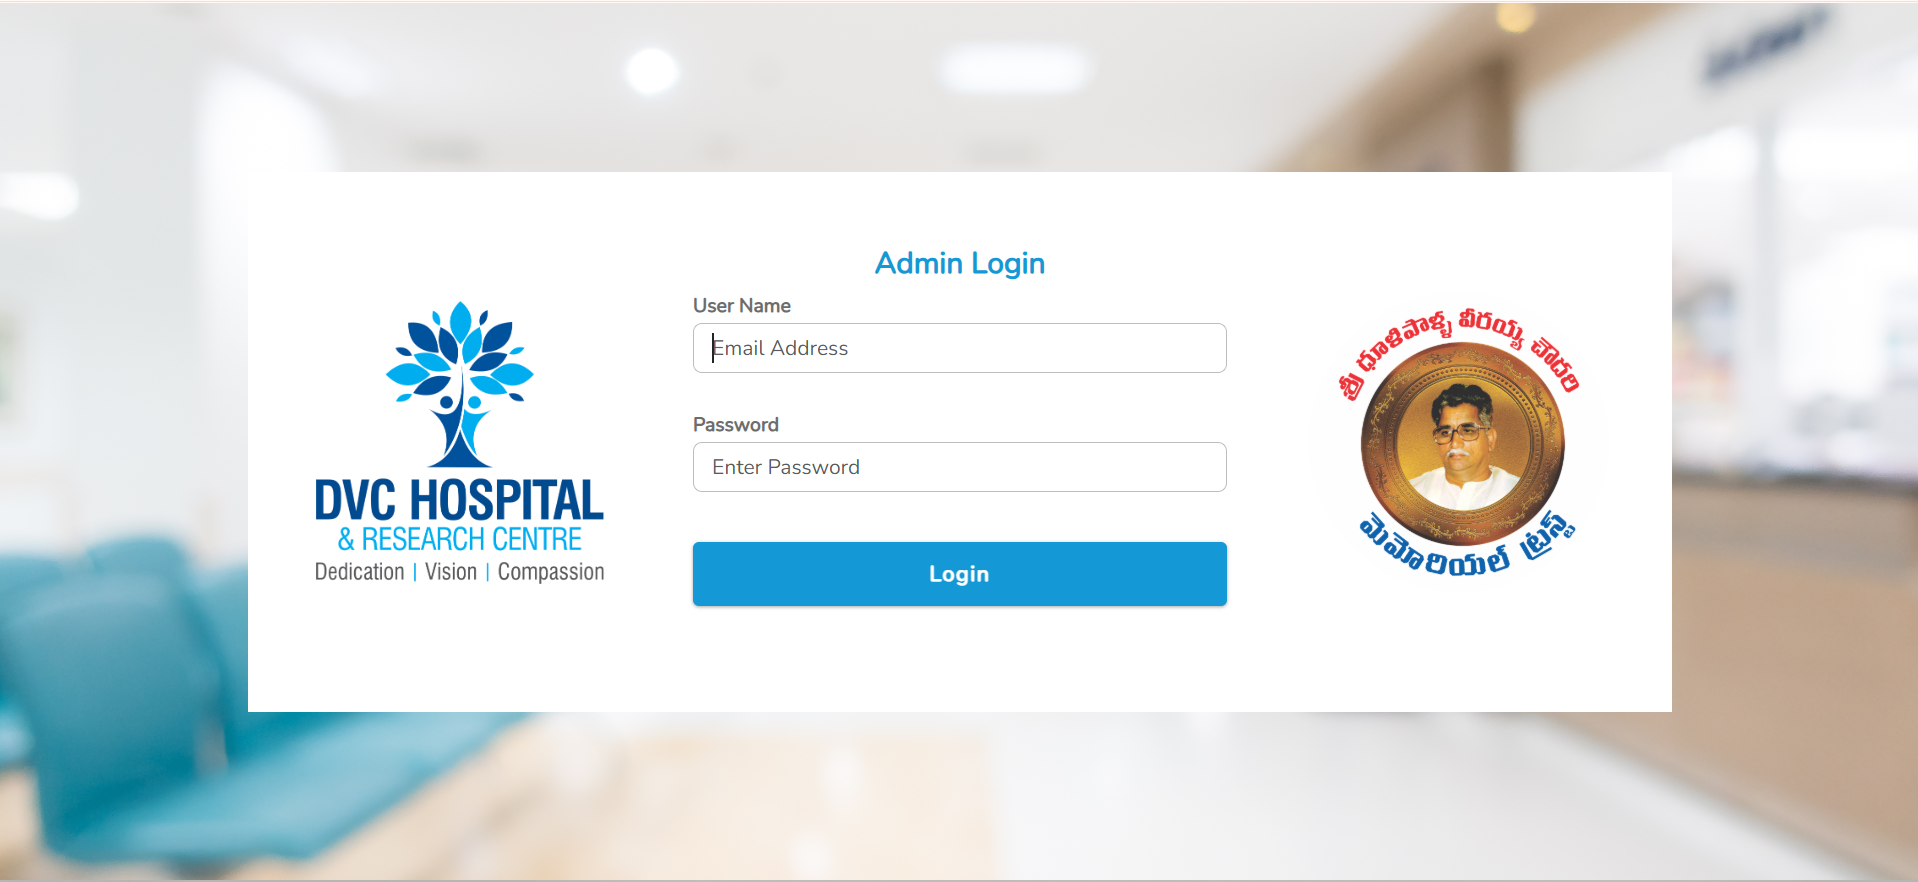 Admin Login
User Name
Email Address
Password
Enter Password
Login
DVC HOSPITAL
& RESEARCH CENTRE
Dedication | Vision | Compassion
శ్రీ ధూళిపాళ్ళ వీరయ్య చౌదరి
మెమోరియల్ ట్రస్ట్